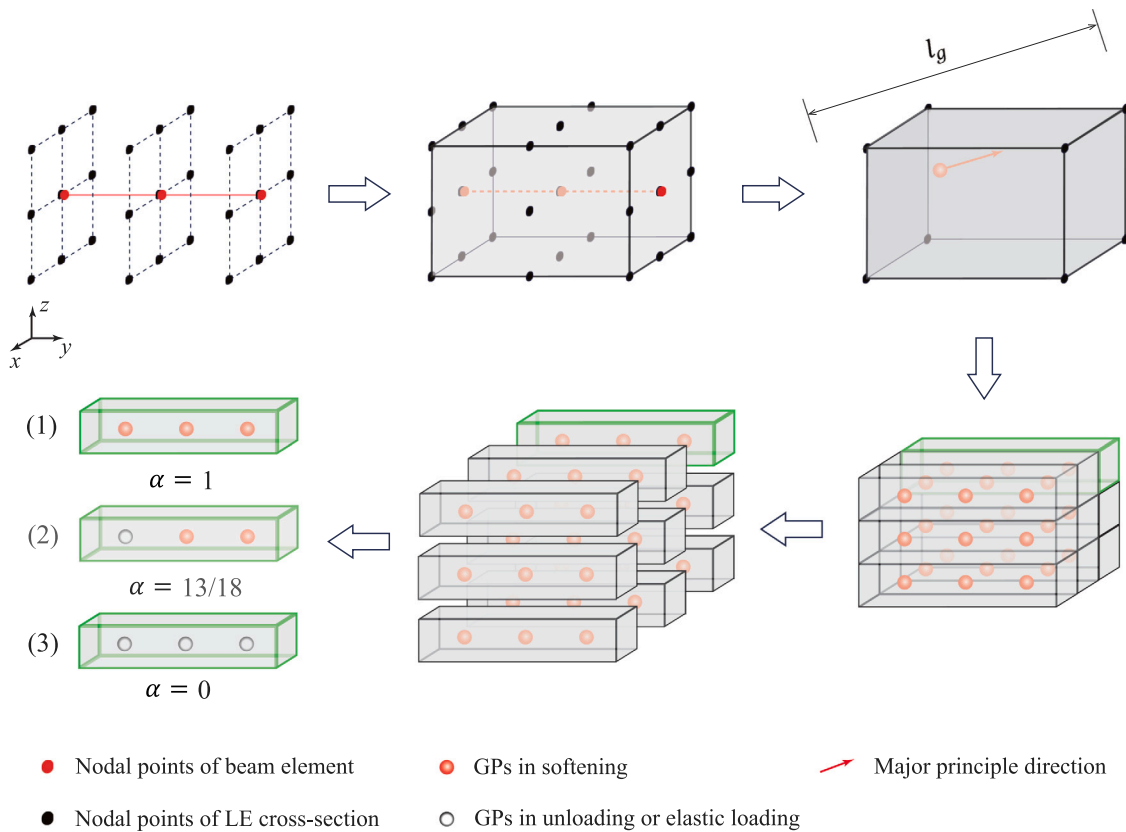 l_g
z
y
x
(1)
α = 1
(2)
α = 13/18
(3)
α = 0
Nodal points of beam element
GPs in softening
Major principle direction
Nodal points of LE cross-section
GPs in unloading or elastic loading